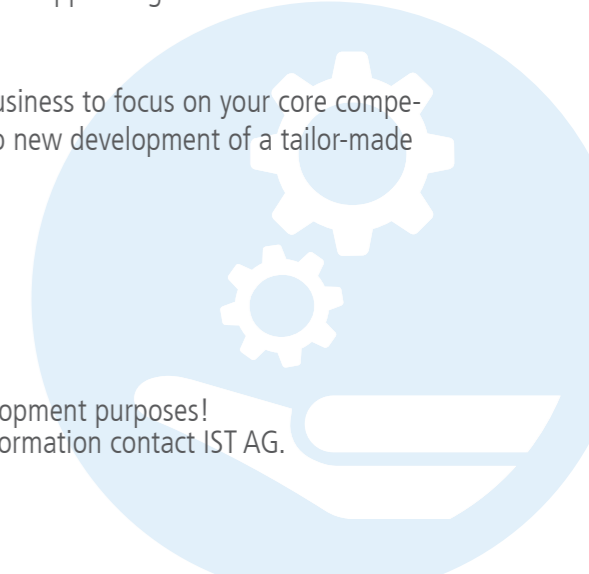 usiness to focus on your core compe-
new development of a tailor-made
opment purposes!
ormation contact IST AG.